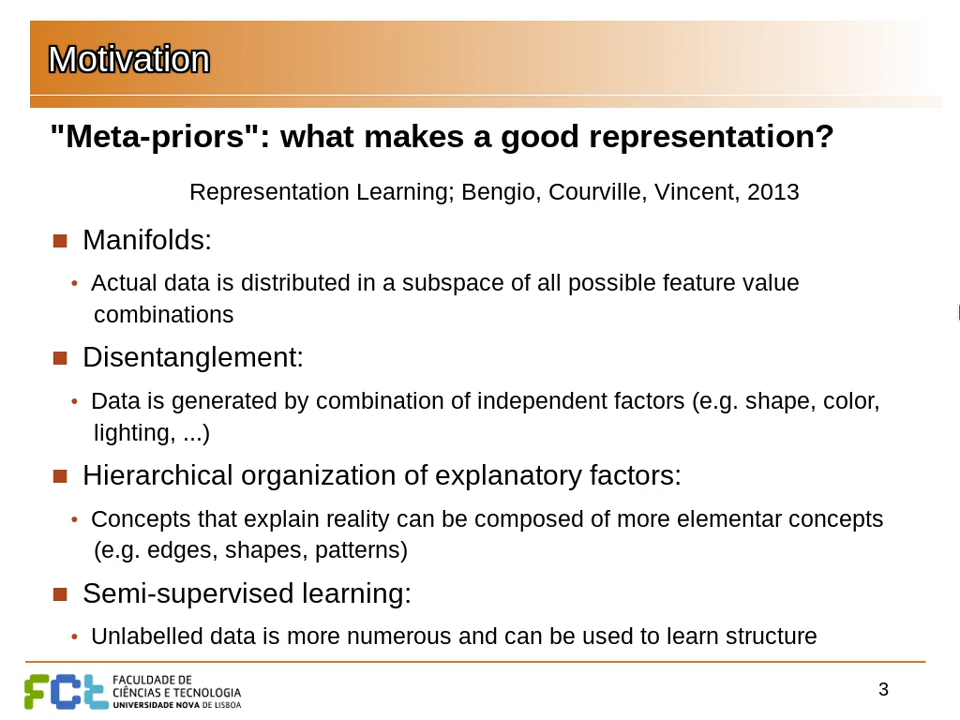 Motivation
"Meta-priors": what makes a good representation?
Representation Learning; Bengio, Courville, Vincent, 2013
■ Manifolds:
• Actual data is distributed in a subspace of all possible feature value
combinations
■ Disentanglement:
• Data is generated by combination of independent factors (e.g. shape, color,
lighting, ...)
■ Hierarchical organization of explanatory factors:
• Concepts that explain reality can be composed of more elementar concepts
(e.g. edges, shapes, patterns)
■ Semi-supervised learning:
• Unlabelled data is more numerous and can be used to learn structure
FCt
FACULDADE DE
CIÊNCIAS E TECNOLOGIA
UNIVERSIDADE NOVA DE LISBOA
3